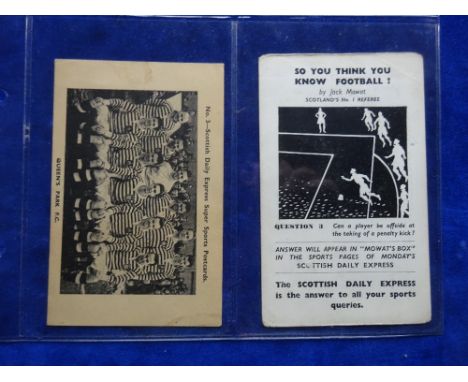 No. 3—Scottish Daily Express Super Sports Postcards.
QUEEN'S PARK F.C.
SO YOU THINK YOU
KNOW FOOTBALL !
by Jack Mowat
SCOTLAND'S No. 1 REFEREE
QUESTION 3 Can a player be offside at
the taking of a penalty kick ?
ANSWER WILL APPEAR IN "MOWAT'S BOX"
IN THE SPORTS PAGES OF MONDAY'S
SCOTTISH DAILY EXPRESS
The SCOTTISH DAILY EXPRESS
is the answer to all your sports
queries.